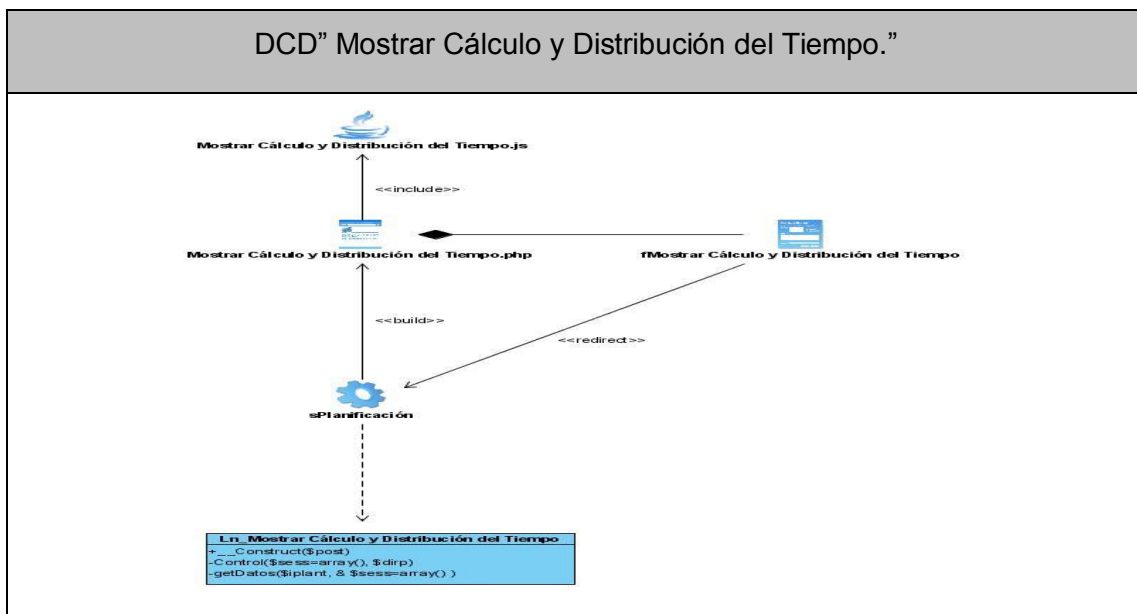 DCD” Mostrar Cálculo y Distribución del Tiempo.”
Mostrar Cálculo y Distribución del Tiempo.js
<<include>>
Mostrar Cálculo y Distribución del Tiempo.php
fMostrar Cálculo y Distribución del Tiempo
<<build>>
<<redirect>>
sPlanificación
Ln_Mostrar Cálculo y Distribución del Tiempo
+__Construct($post)
-Control($sess=array(), $dirp)
-getDatos($iplant, & $sess=array() )